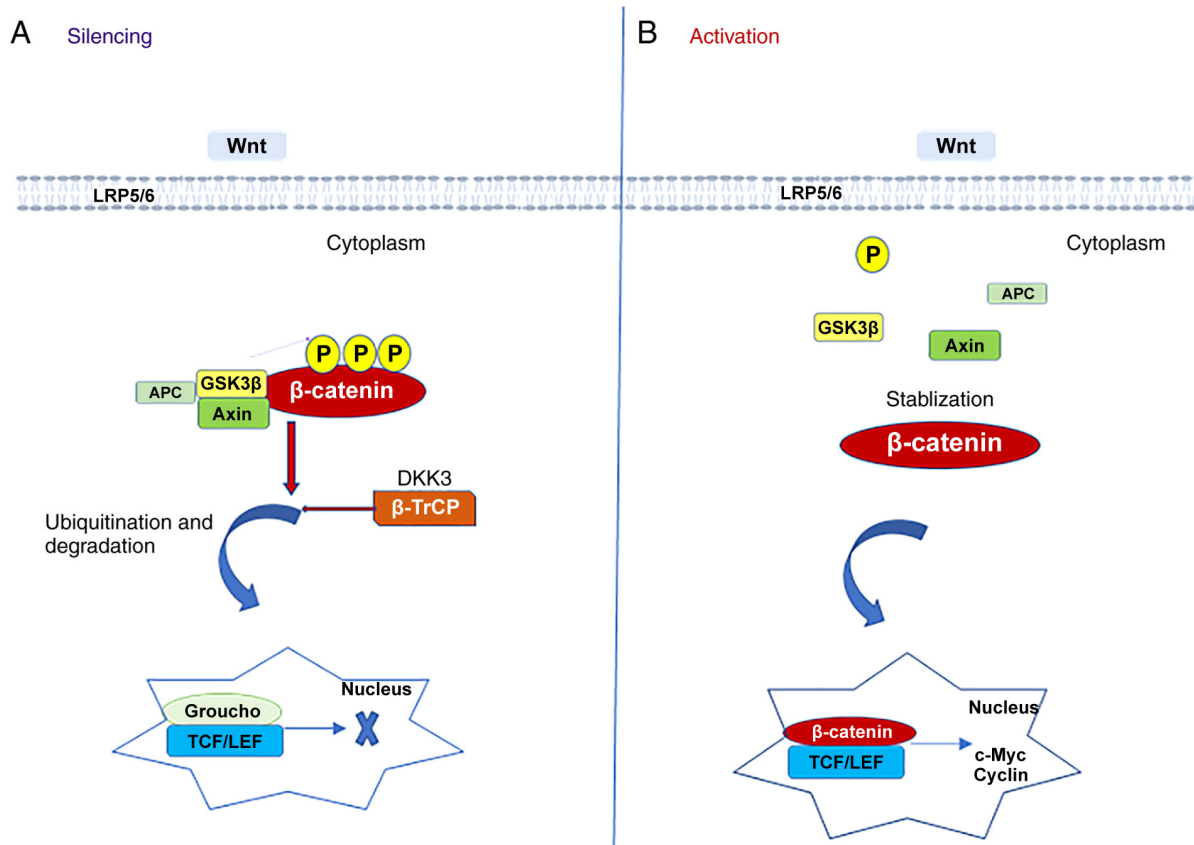 A Silencing
Wnt
LRP5/6
Cytoplasm
P P P
APC
GSK3β
β-catenin
Axin
DKK3
β-TrCP
Ubiquitination and
degradation
Nucleus
Groucho
TCF/LEF
B Activation
Wnt
LRP5/6
Cytoplasm
P
APC
GSK3β
Axin
Stablization
β-catenin
Nucleus
β-catenin
TCF/LEF
c-Myc
Cyclin